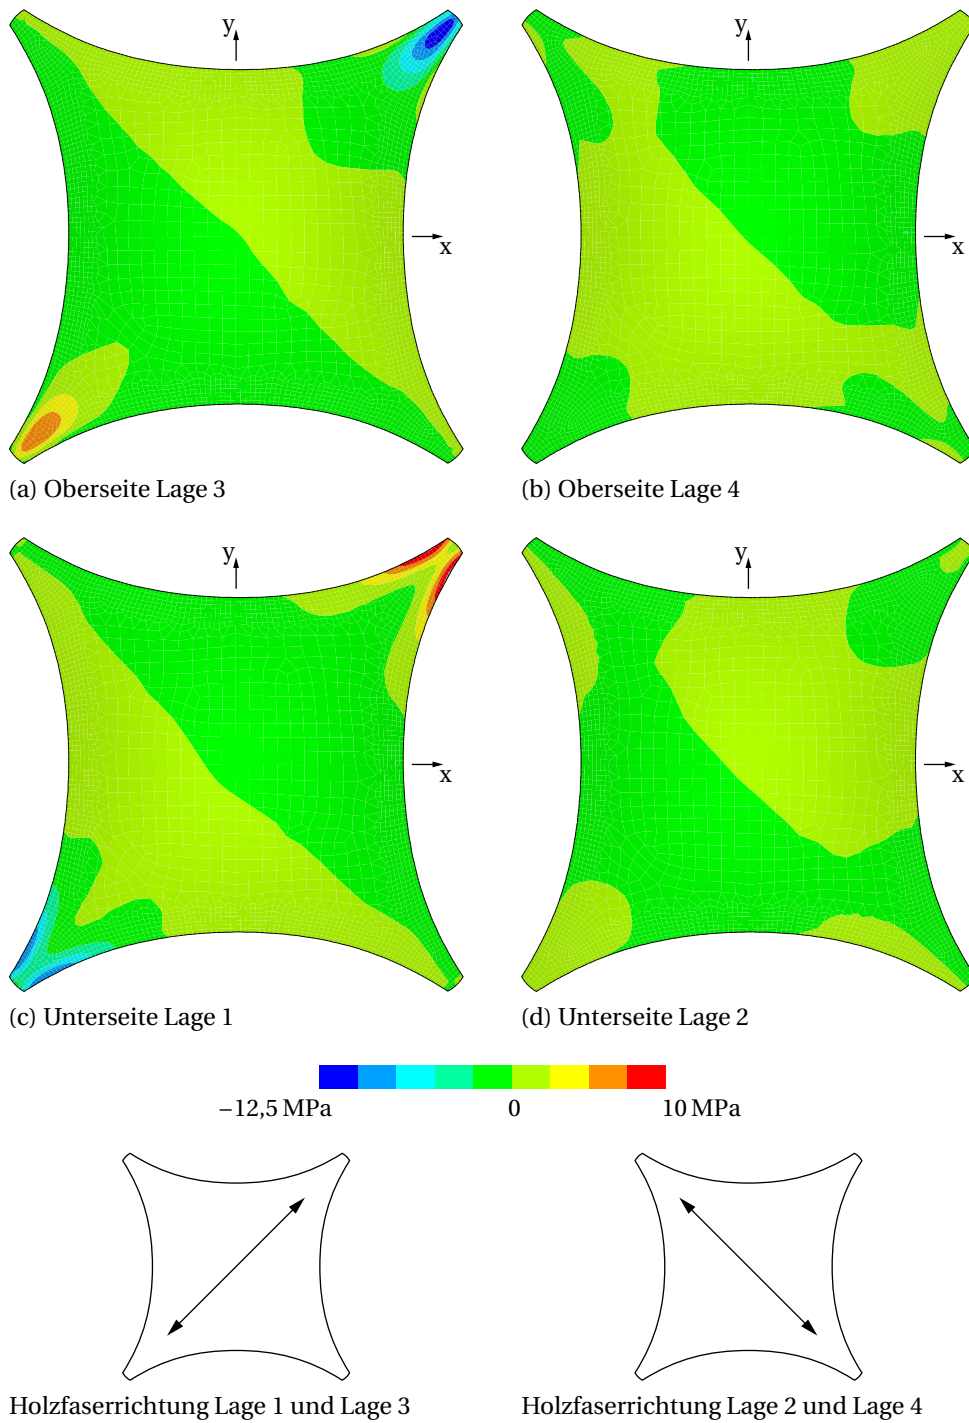 y
x
(a) Oberseite Lage 3
y
x
(b) Oberseite Lage 4
y
x
(c) Unterseite Lage 1
y
x
(d) Unterseite Lage 2
−12,5 MPa 0 10 MPa
Holzfaserrichtung Lage 1 und Lage 3
Holzfaserrichtung Lage 2 und Lage 4